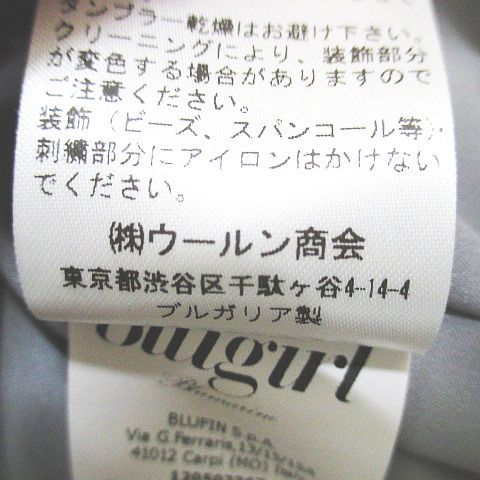 タンブラー乾燥はお避け下さい。
クリーニングにより、装飾部分
が変色する場合がありますので
ご注意ください。
装飾（ビーズ、スパンコール等）・
刺繍部分にアイロンはかけない
でください。
㈱ウールン商会
東京都渋谷区千駄ヶ谷4-14-4
ブルガリア製
outgirl
Blumarine
BLUFIN S.P.A.
Via G.Ferraris,13/15/15A
41012 Carpi (MO) Italy